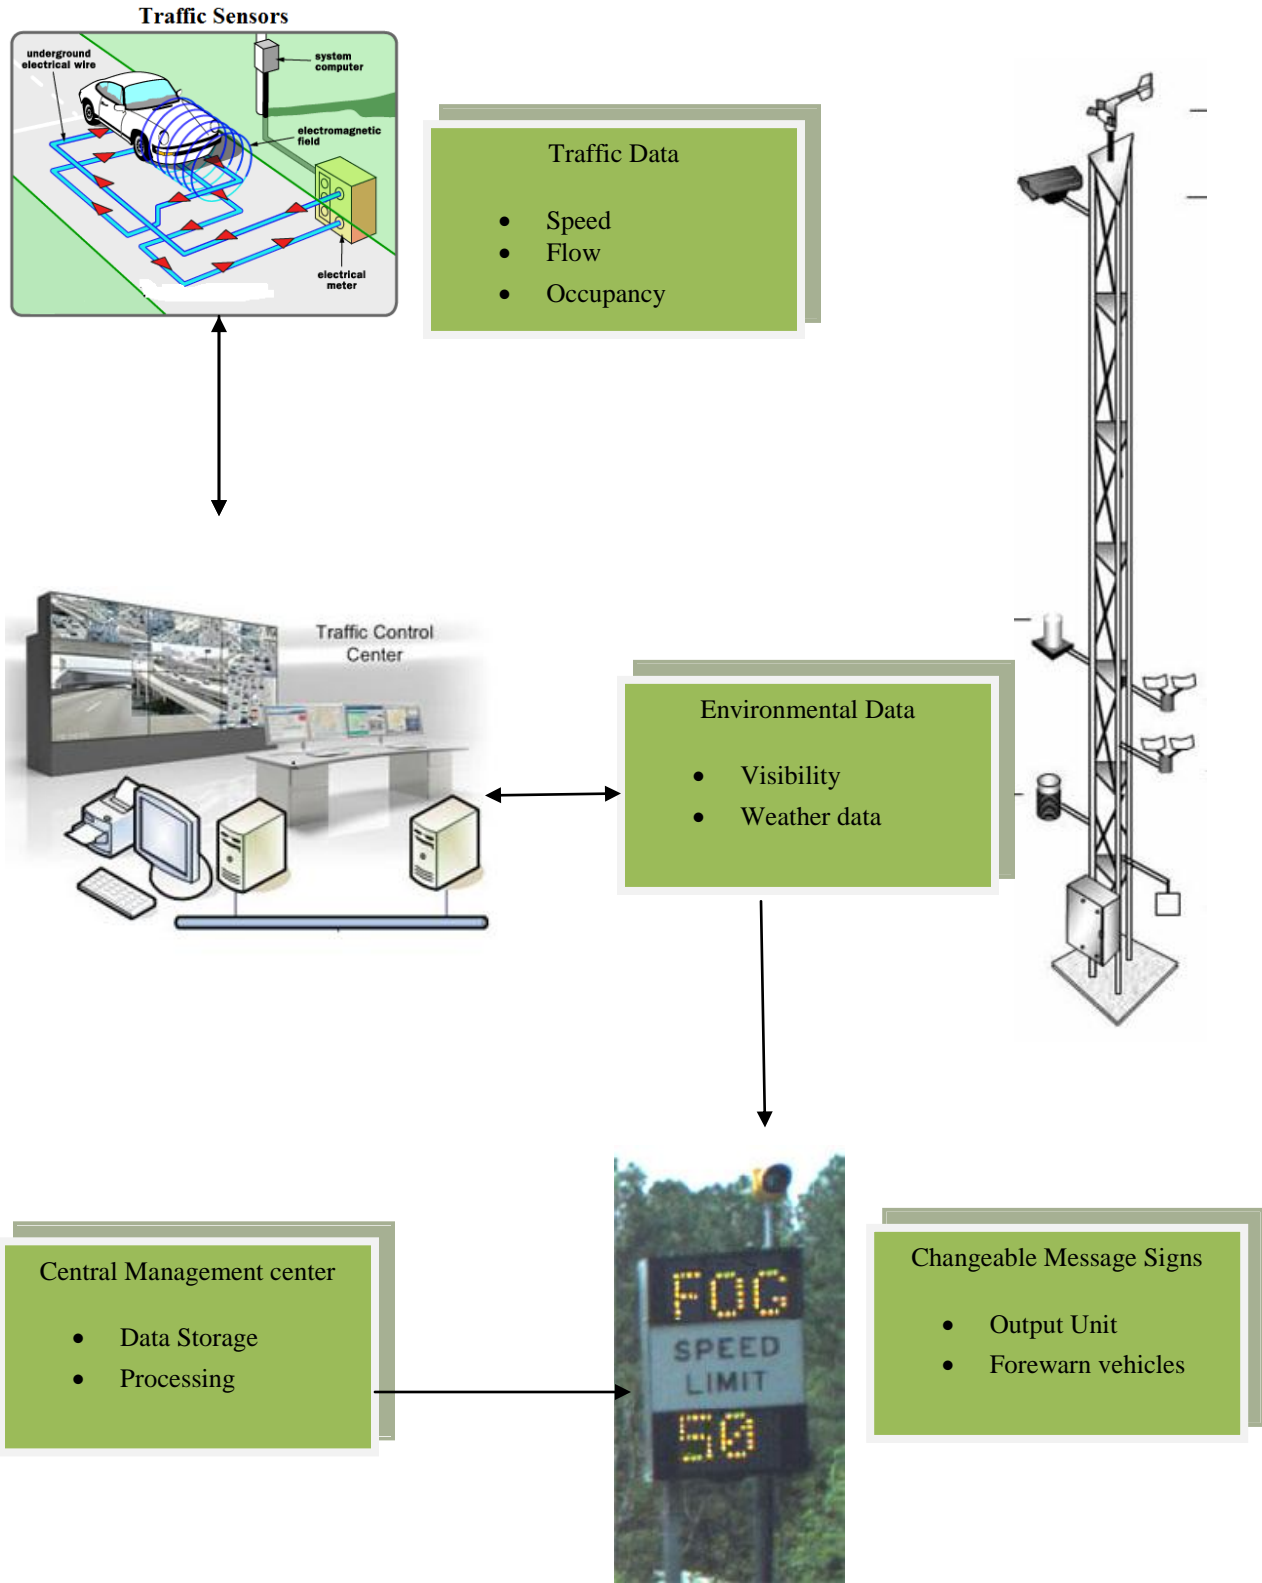 Traffic Sensors
underground
electrical wire
system
computer
electromagnetic
field
electrical
meter
Traffic Data
• Speed
• Flow
• Occupancy
Traffic Control
Center
Environmental Data
• Visibility
• Weather data
Central Management center
• Data Storage
• Processing
FOG
SPEED
LIMIT
50
Changeable Message Signs
• Output Unit
• Forewarn vehicles